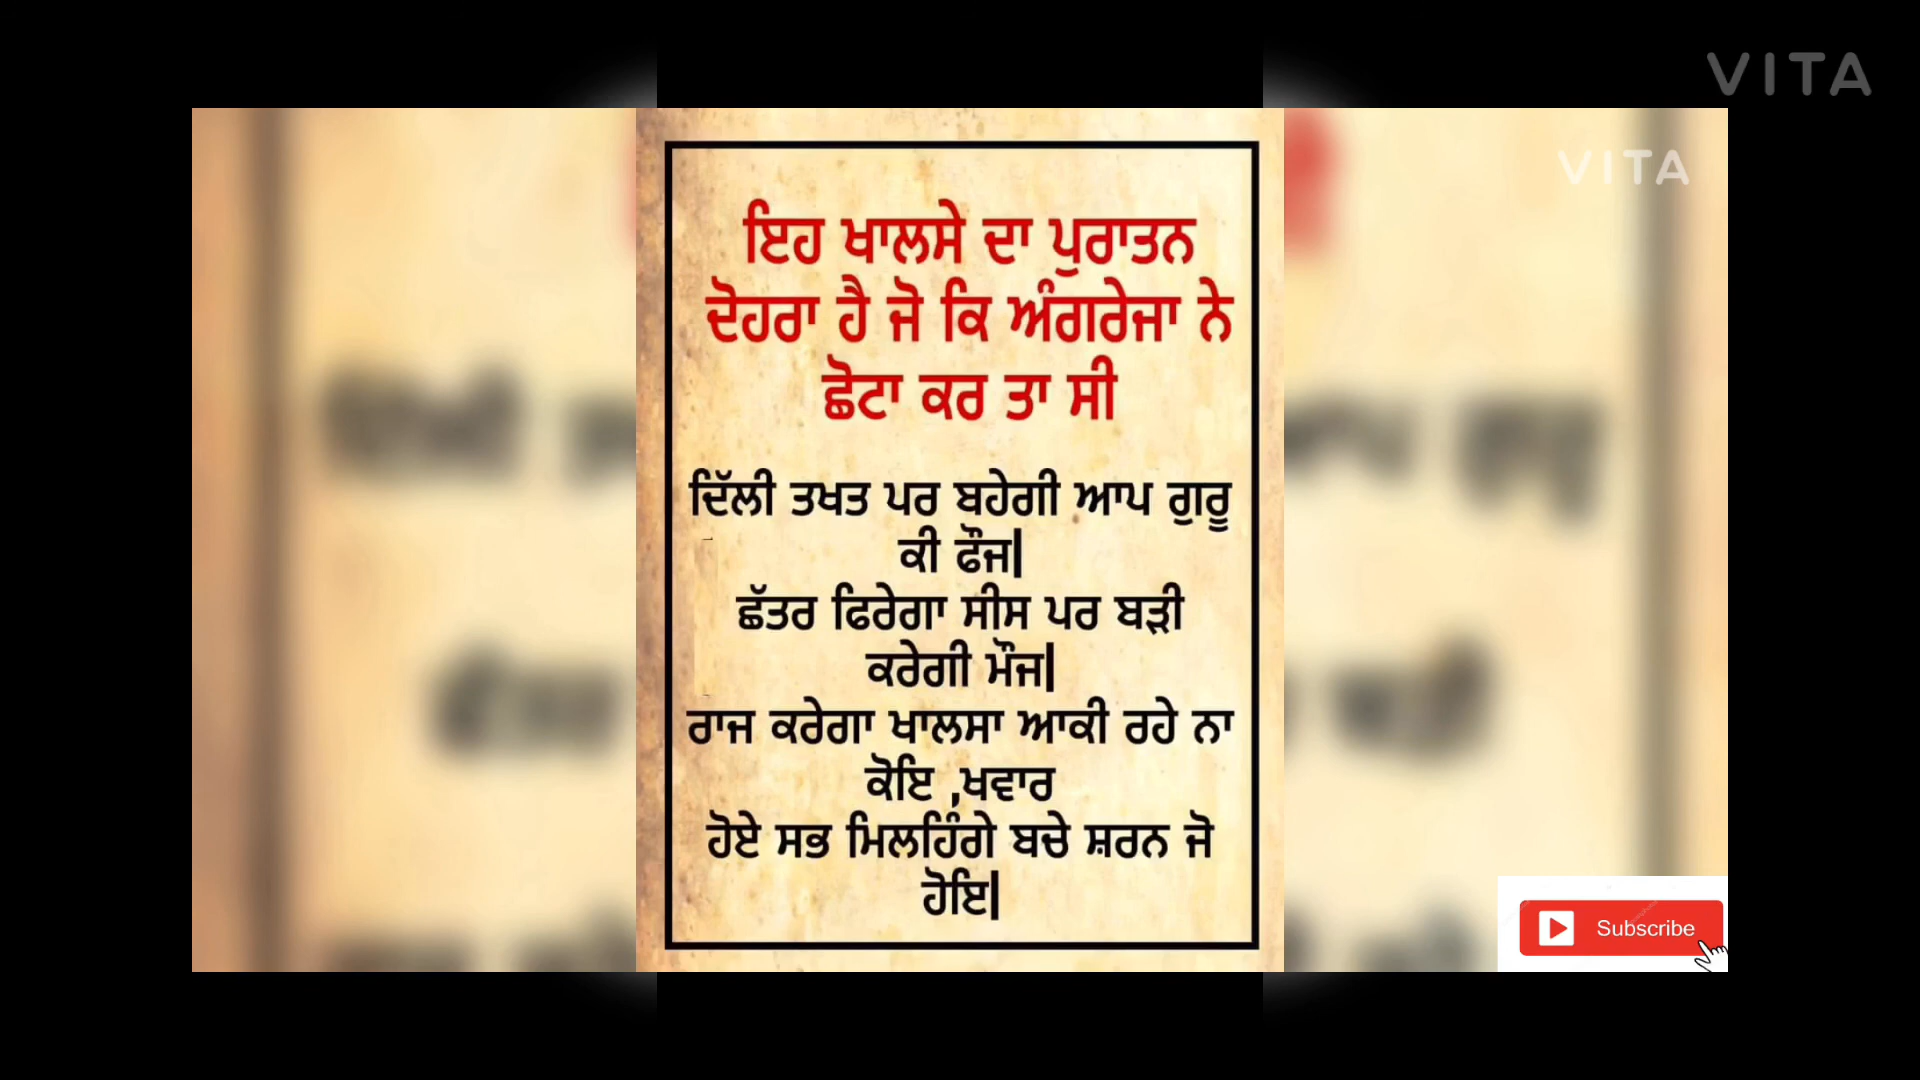 VITA
VITA
ਇਹ ਖਾਲਸੇ ਦਾ ਪੁਰਾਤਨ
ਦੋਹਰਾ ਹੈ ਜੋ ਕਿ ਅੰਗਰੇਜਾ ਨੇ
ਛੋਟਾ ਕਰ ਤਾ ਸੀ
ਦਿੱਲੀ ਤਖਤ ਪਰ ਬਹੇਗੀ ਆਪ ਗੁਰੂ
ਕੀ ਫੌਜ|
ਛੱਤਰ ਫਿਰੇਗਾ ਸੀਸ ਪਰ ਬੜੀ
ਕਰੇਗੀ ਮੌਜ|
ਰਾਜ ਕਰੇਗਾ ਖਾਲਸਾ ਆਕੀ ਰਹੇ ਨਾ
ਕੋਇ ,ਖਵਾਰ
ਹੋਏ ਸਭ ਮਿਲਹਿੰਗੇ ਬਚੇ ਸ਼ਰਨ ਜੋ
ਹੋਇ|
Subscribe